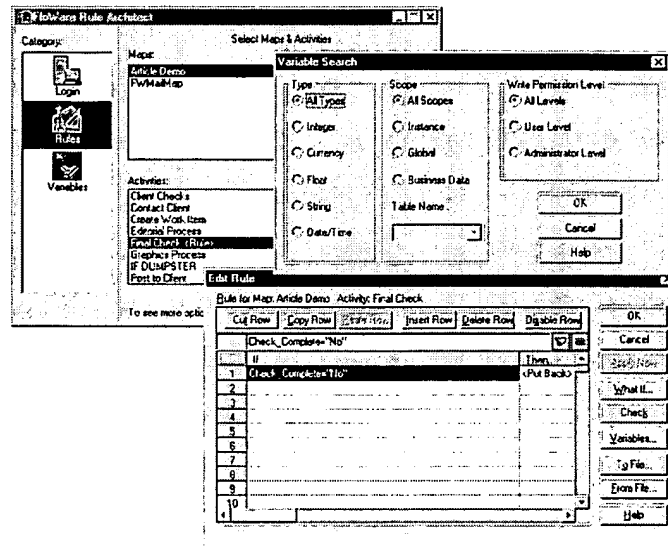 FloWare Rule Architect
Category:
Login
Rules
Variables
Select Maps & Activities
Maps:
Article Demo
FWMailMap
Activities:
Client Checks
Contact Client
Create Work Item
Editorial Process
Final Check <Rule>
Graphics Process
IF DUMPSTER
Post to Client
To see more optio
Variable Search
Type
All Types
Integer
Currency
Float
String
Date/Time
Scope
All Scopes
Instance
Global
Business Data
Table Name:
Write Permission Level
All Levels
User Level
Administrator Level
OK
Cancel
Help
Edit Rule
Rule for Map: Article Demo Activity: Final Check
Cut Row Copy Row Paste Row Insert Row Delete Row Disable Row
Check_Complete="No"
If Then...
1 Check_Complete="No" <Put Back>
2
3
4
5
6
7
8
9
10
OK
Cancel
Apply Now
What If...
Check
Variables...
To File...
From File...
Help